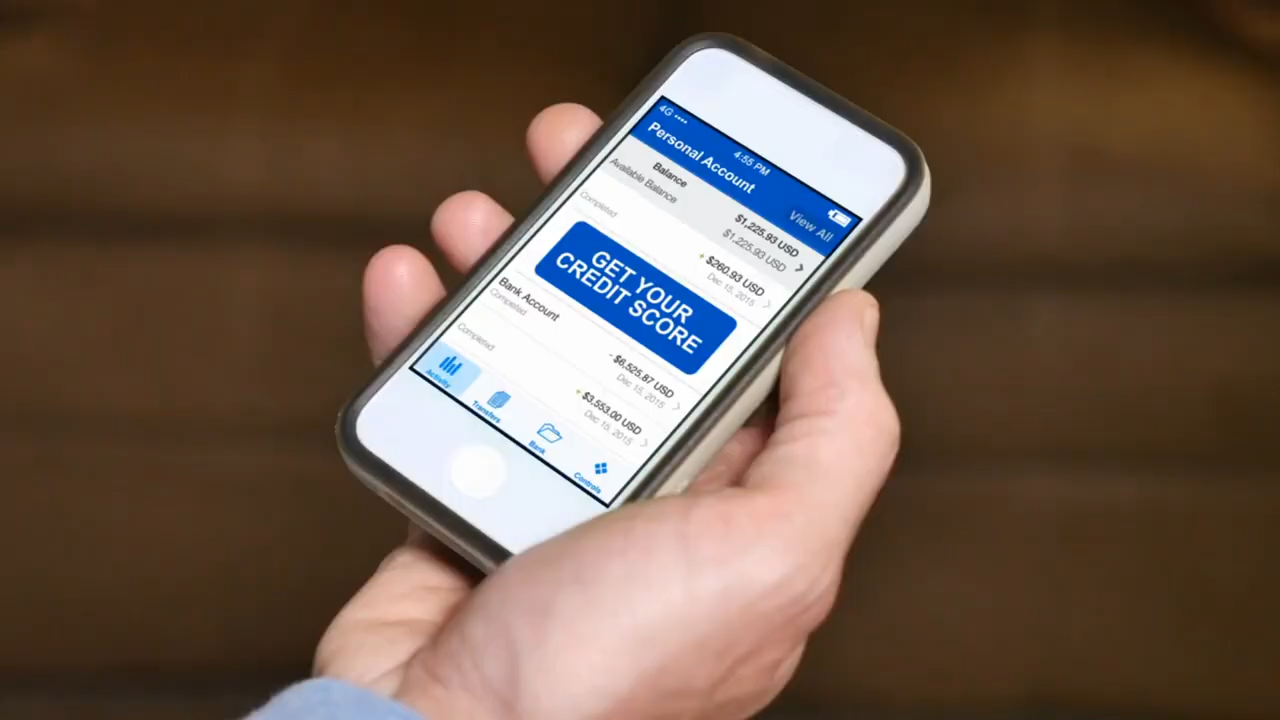 4G
4:55 PM
Personal Account
View All
Balance
$1,225.93 USD
Available Balance
$1,225.93 USD
Completed
+ $260.93 USD
Dec 15, 2015
GET YOUR
CREDIT SCORE
Bank Account
- $6,525.87 USD
Completed
Dec 15, 2015
+ $3,553.00 USD
Completed
Dec 15, 2015
Activity
Transfers
Bank
Controls